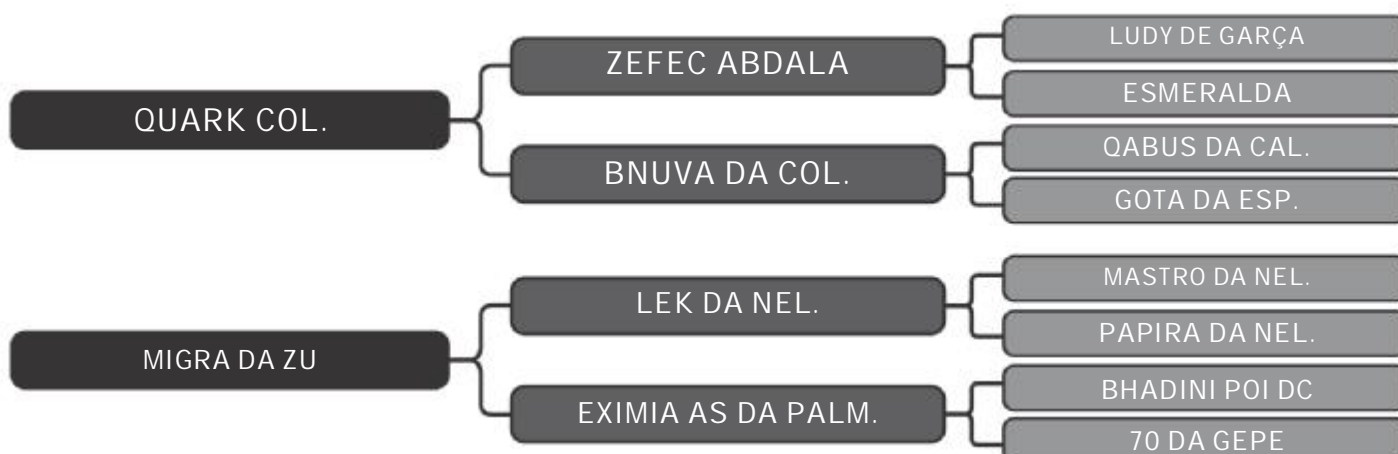 QUARK COL.
ZEFEC ABDALA
LUDY DE GARÇA
ESMERALDA
BNUVA DA COL.
QABUS DA CAL.
GOTA DA ESP.
MIGRA DA ZU
LEK DA NEL.
MASTRO DA NEL.
PAPIRA DA NEL.
EXIMIA AS DA PALM.
BHADINI POI DC
70 DA GEPE